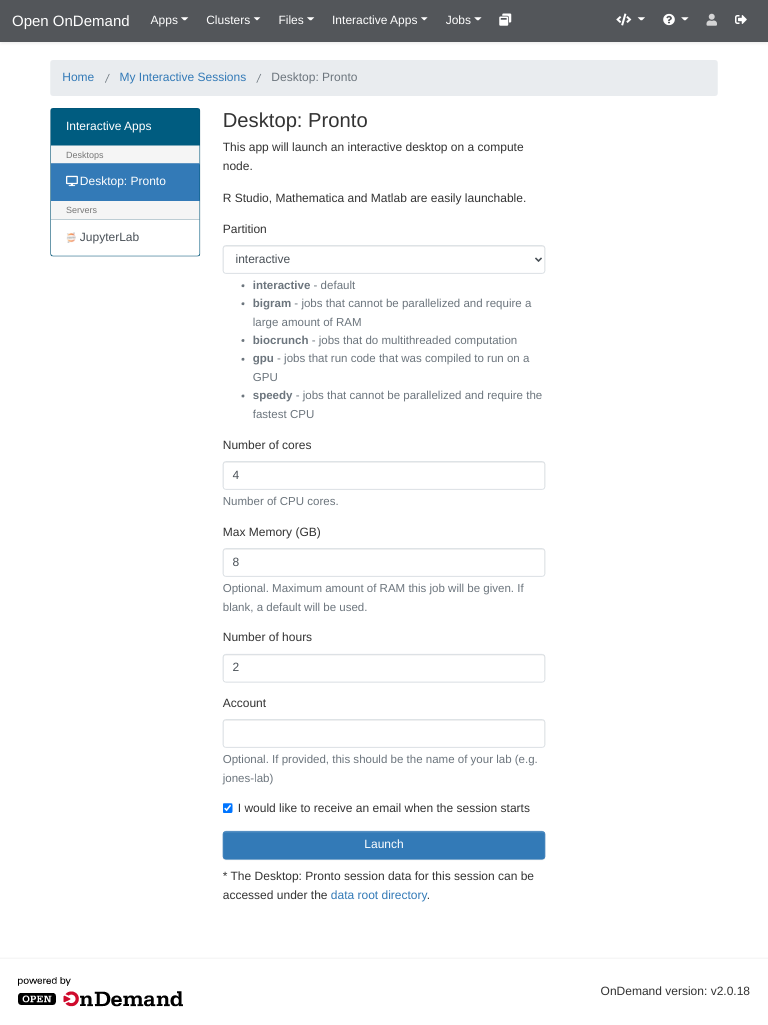 Open OnDemand Apps Clusters Files Interactive Apps Jobs
Home / My Interactive Sessions / Desktop: Pronto
Interactive Apps
Desktops
Desktop: Pronto
Servers
JupyterLab
Desktop: Pronto
This app will launch an interactive desktop on a compute
node.
R Studio, Mathematica and Matlab are easily launchable.
Partition
interactive
• interactive - default
• bigram - jobs that cannot be parallelized and require a
large amount of RAM
• biocrunch - jobs that do multithreaded computation
• gpu - jobs that run code that was compiled to run on a
GPU
• speedy - jobs that cannot be parallelized and require the
fastest CPU
Number of cores
4
Number of CPU cores.
Max Memory (GB)
8
Optional. Maximum amount of RAM this job will be given. If
blank, a default will be used.
Number of hours
2
Account
Optional. If provided, this should be the name of your lab (e.g.
jones-lab)
I would like to receive an email when the session starts
Launch
* The Desktop: Pronto session data for this session can be
accessed under the data root directory.
powered by
OPEN OnDemand
OnDemand version: v2.0.18